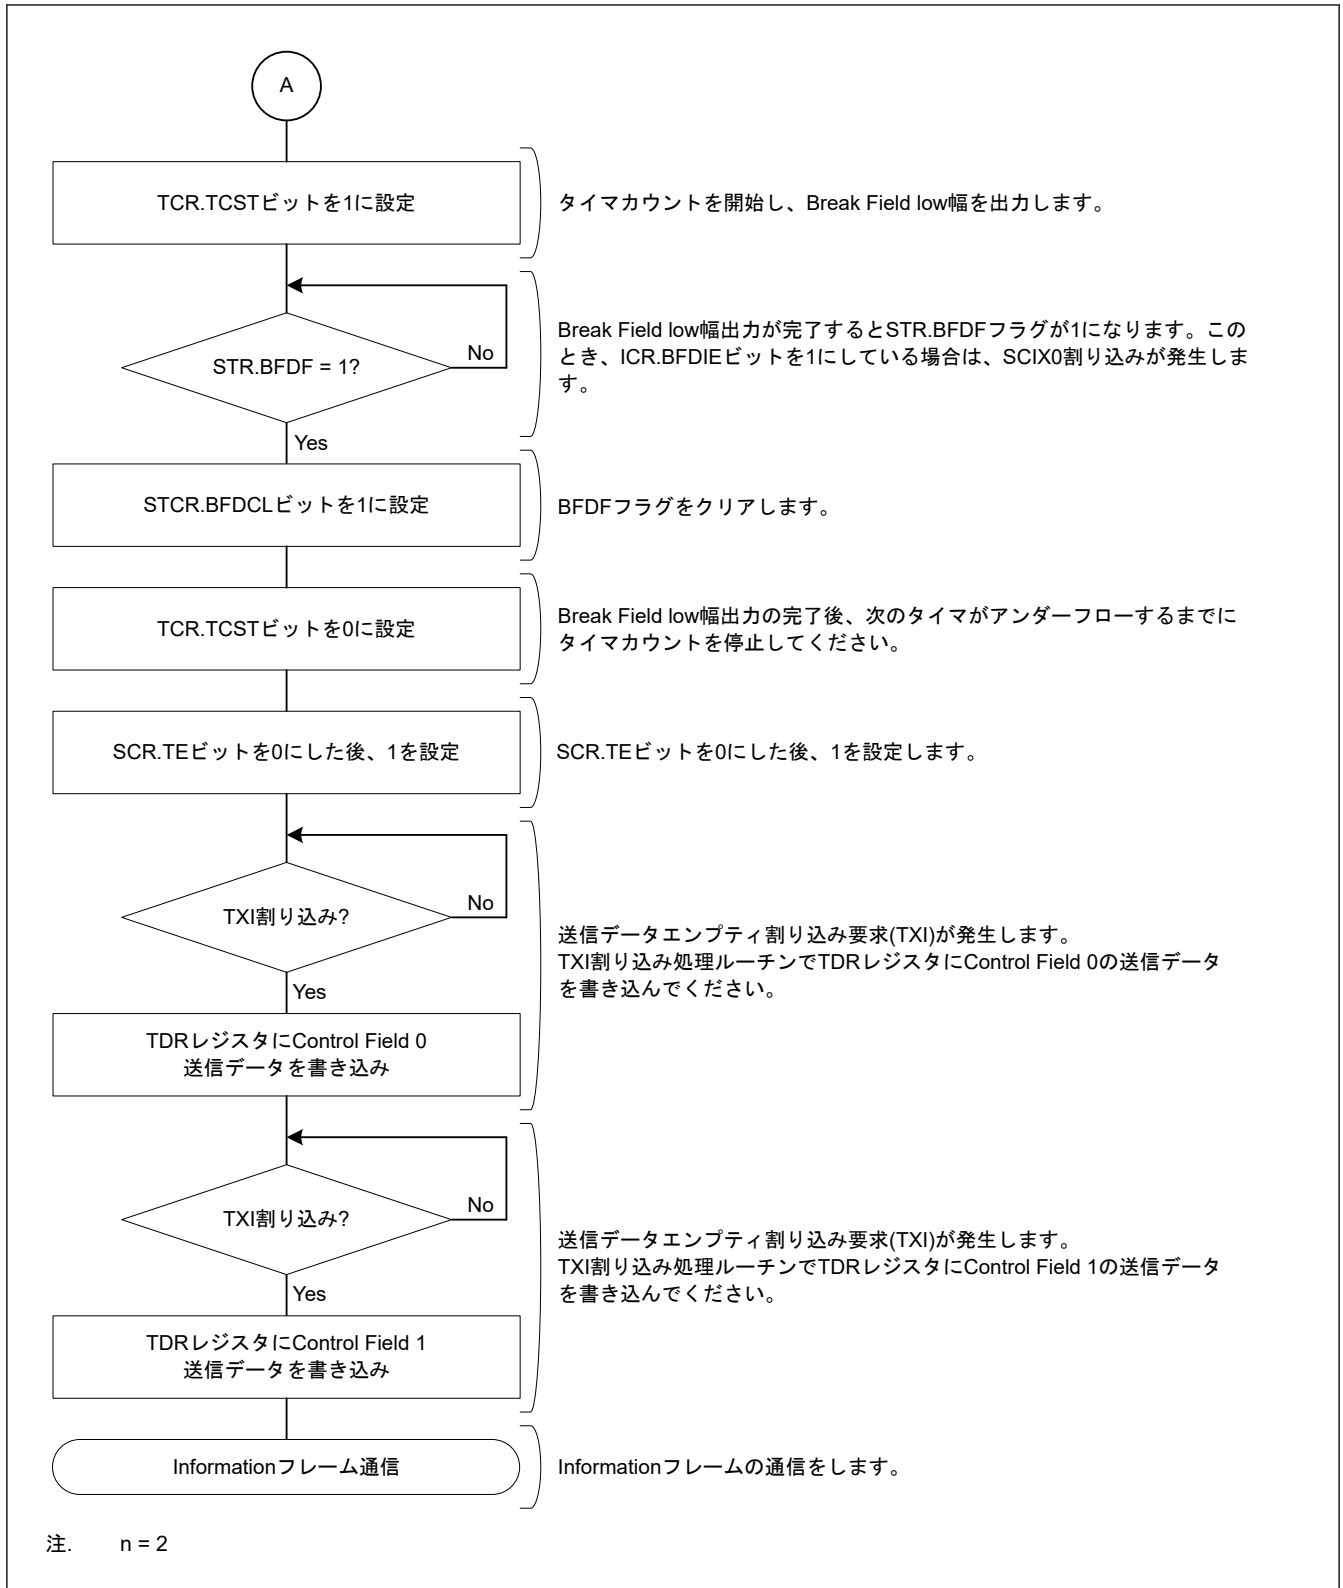 A
TCR.TCSTビットを1に設定
タイマカウントを開始し、Break Field low幅を出力します。
STR.BFDF = 1?
No
Yes
Break Field low幅出力が完了するとSTR.BFDFフラグが1になります。この
とき、ICR.BFDIEビットを1にしている場合は、SCIX0割り込みが発生しま
す。
STCR.BFDCLビットを1に設定
BFDFフラグをクリアします。
TCR.TCSTビットを0に設定
Break Field low幅出力の完了後、次のタイマがアンダーフローするまでに
タイマカウントを停止してください。
SCR.TEビットを0にした後、1を設定
SCR.TEビットを0にした後、1を設定します。
TXI割り込み?
No
Yes
送信データエンプティ割り込み要求(TXI)が発生します。
TXI割り込み処理ルーチンでTDRレジスタにControl Field 0の送信データ
を書き込んでください。
TDRレジスタにControl Field 0
送信データを書き込み
TXI割り込み?
No
Yes
送信データエンプティ割り込み要求(TXI)が発生します。
TXI割り込み処理ルーチンでTDRレジスタにControl Field 1の送信データ
を書き込んでください。
TDRレジスタにControl Field 1
送信データを書き込み
Informationフレーム通信
Informationフレームの通信をします。
注. n = 2